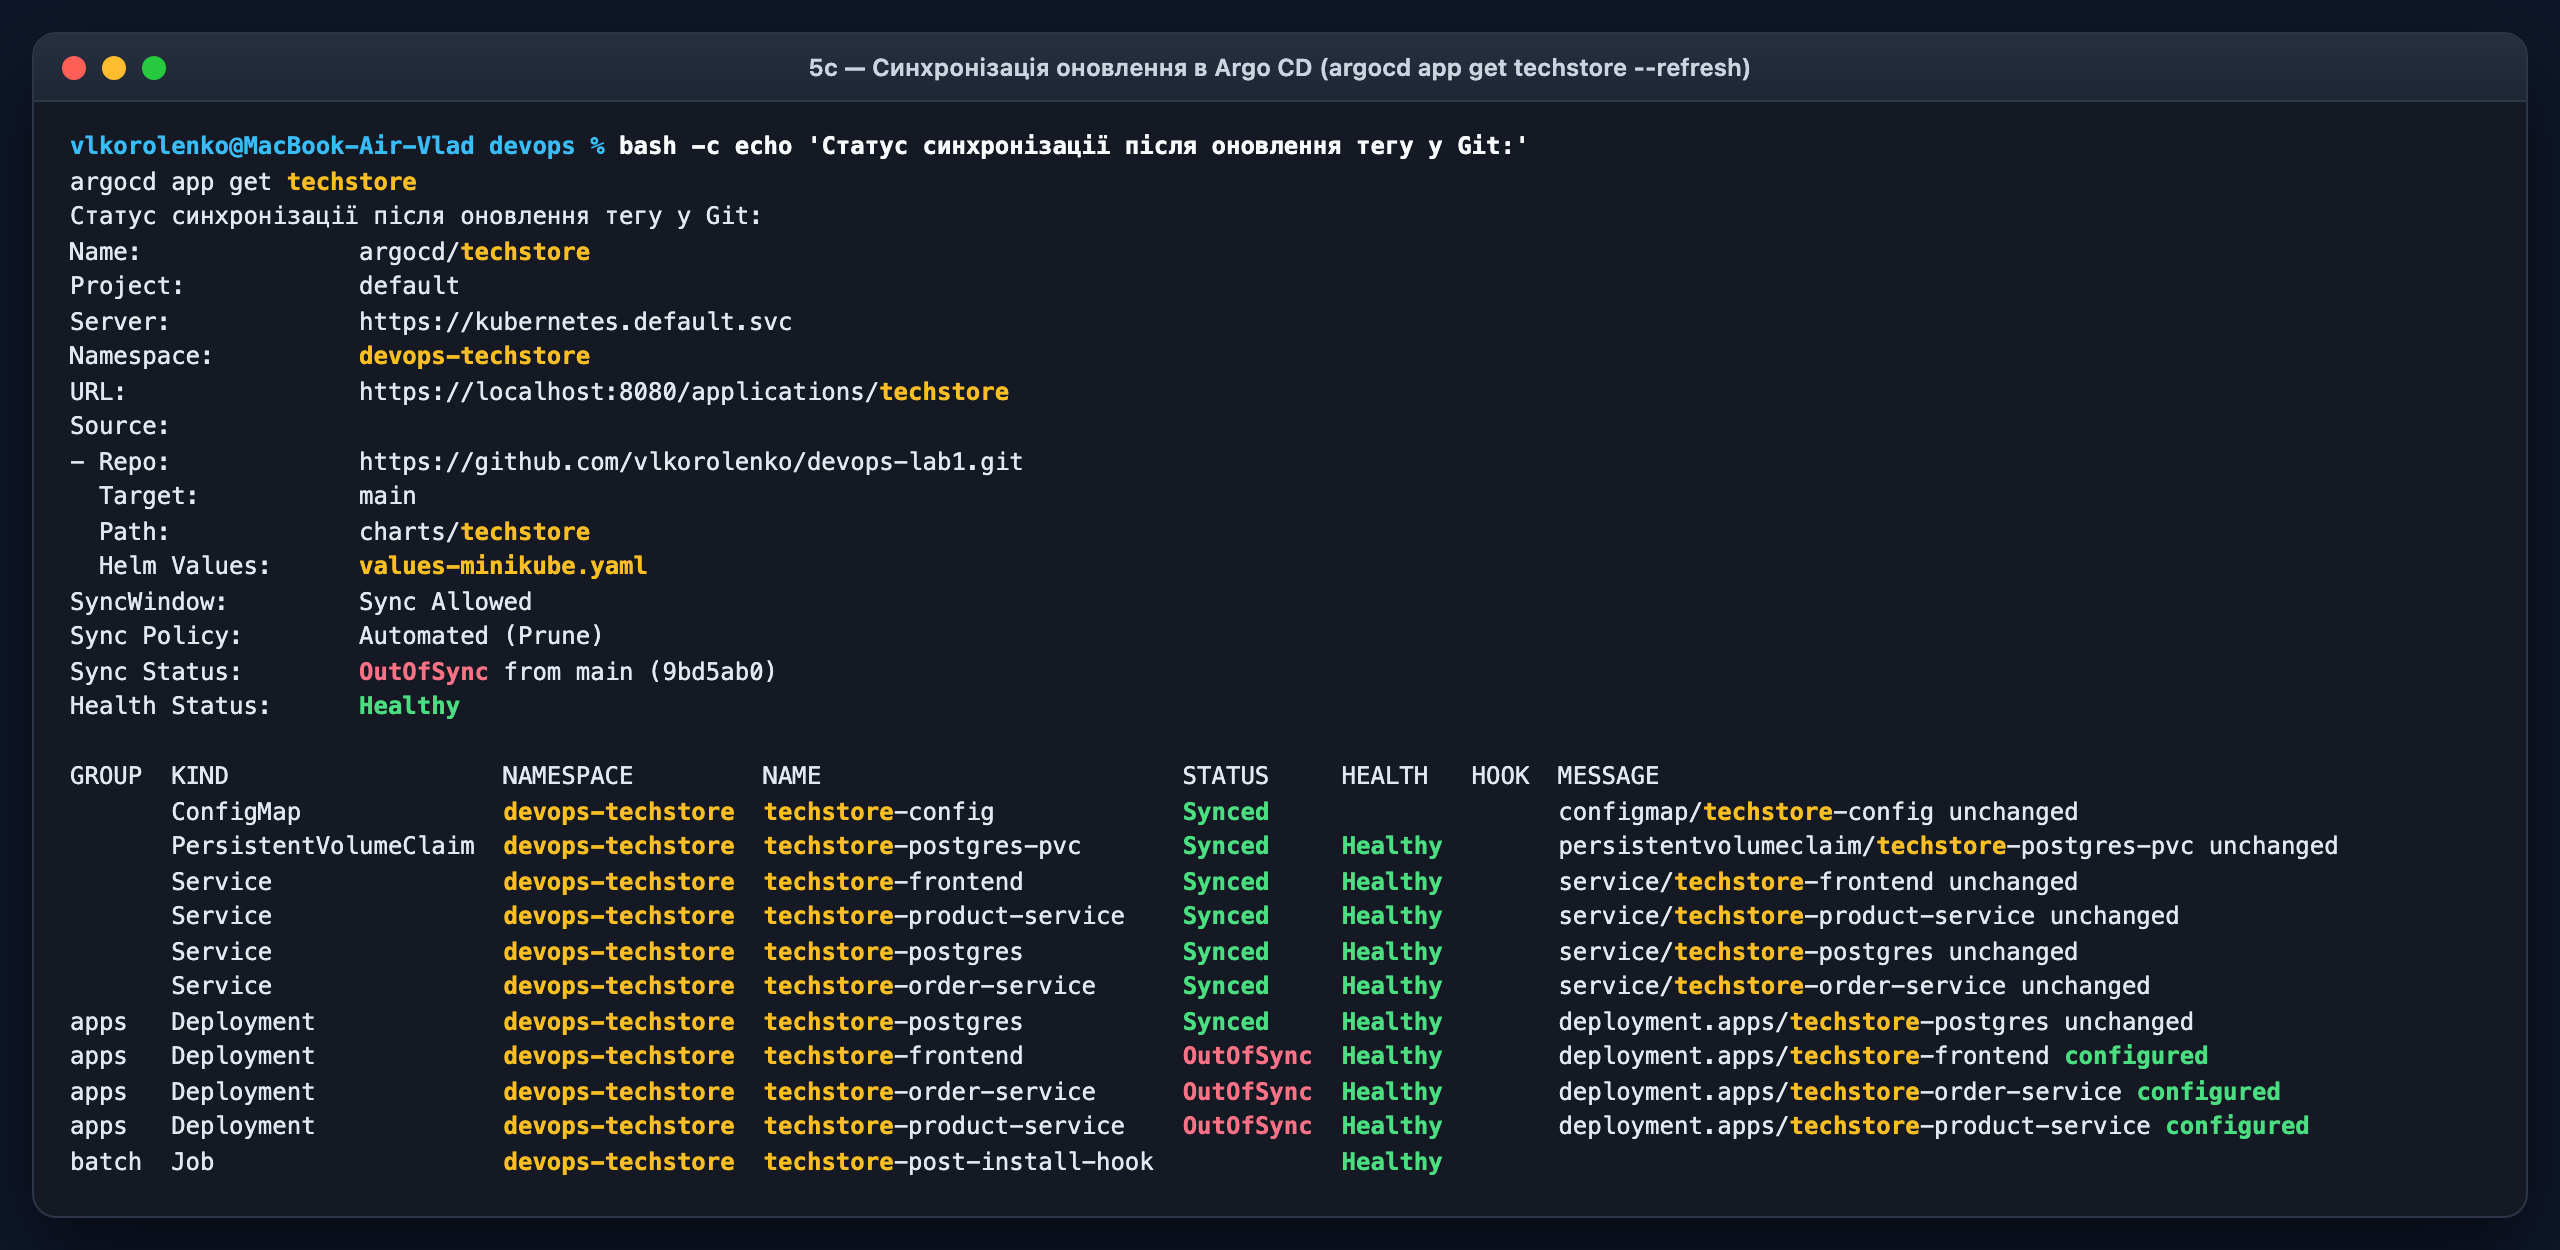 5c — Синхронізація оновлення в Argo CD (argocd app get techstore --refresh)
vlkorolenko@MacBook-Air-Vlad devops % bash -c echo 'Статус синхронізації після оновлення тегу у Git:'
argocd app get techstore
Статус синхронізації після оновлення тегу у Git:
Name:               argocd/techstore
Project:            default
Server:             https://kubernetes.default.svc
Namespace:          devops-techstore
URL:                https://localhost:8080/applications/techstore
Source:
- Repo:             https://github.com/vlkorolenko/devops-lab1.git
  Target:           main
  Path:             charts/techstore
  Helm Values:      values-minikube.yaml
SyncWindow:         Sync Allowed
Sync Policy:        Automated (Prune)
Sync Status:        OutOfSync from main (9bd5ab0)
Health Status:      Healthy
GROUP  KIND                   NAMESPACE         NAME                         STATUS     HEALTH   HOOK  MESSAGE
       ConfigMap              devops-techstore  techstore-config             Synced                    configmap/techstore-config unchanged
       PersistentVolumeClaim  devops-techstore  techstore-postgres-pvc       Synced     Healthy        persistentvolumeclaim/techstore-postgres-pvc unchanged
       Service                devops-techstore  techstore-frontend           Synced     Healthy        service/techstore-frontend unchanged
       Service                devops-techstore  techstore-product-service    Synced     Healthy        service/techstore-product-service unchanged
       Service                devops-techstore  techstore-postgres           Synced     Healthy        service/techstore-postgres unchanged
       Service                devops-techstore  techstore-order-service      Synced     Healthy        service/techstore-order-service unchanged
apps   Deployment             devops-techstore  techstore-postgres           Synced     Healthy        deployment.apps/techstore-postgres unchanged
apps   Deployment             devops-techstore  techstore-frontend           OutOfSync  Healthy        deployment.apps/techstore-frontend configured
apps   Deployment             devops-techstore  techstore-order-service      OutOfSync  Healthy        deployment.apps/techstore-order-service configured
apps   Deployment             devops-techstore  techstore-product-service    OutOfSync  Healthy        deployment.apps/techstore-product-service configured
batch  Job                    devops-techstore  techstore-post-install-hook             Healthy